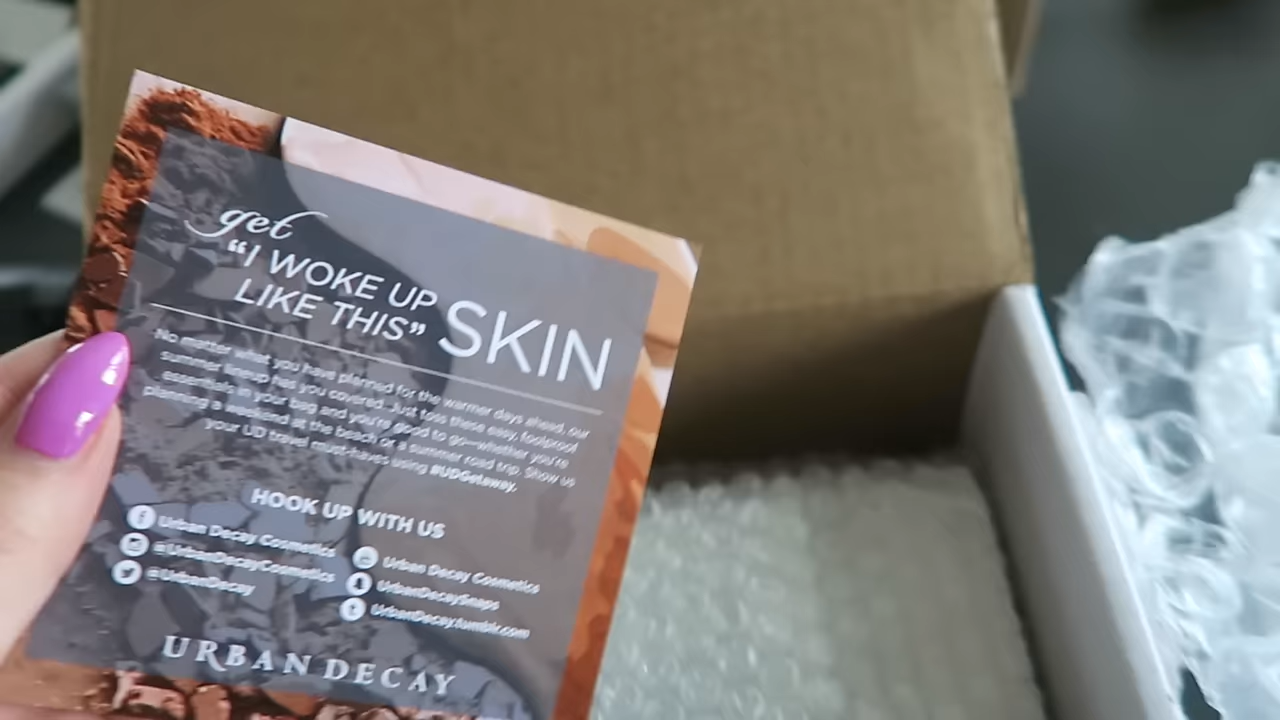 get
“I WOKE UP
LIKE THIS” SKIN
No matter what you have planned for the warmer days ahead, our
summer lineup has you covered. Just toss these easy, foolproof
essentials in your bag and you're good to go—whether you're
planning a weekend at the beach or a summer road trip. Show us
your UD travel must-haves using #UDGetaway.
HOOK UP WITH US
Urban Decay Cosmetics
@UrbanDecayCosmetics
@UrbanDecay
Urban Decay Cosmetics
UrbanDecaySnaps
UrbanDecay.tumblr.com
URBAN DECAY